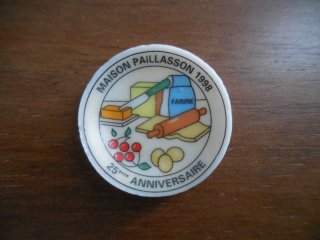 MAISON PAILLASSON 1998
FARINE
25ème ANNIVERSAIRE